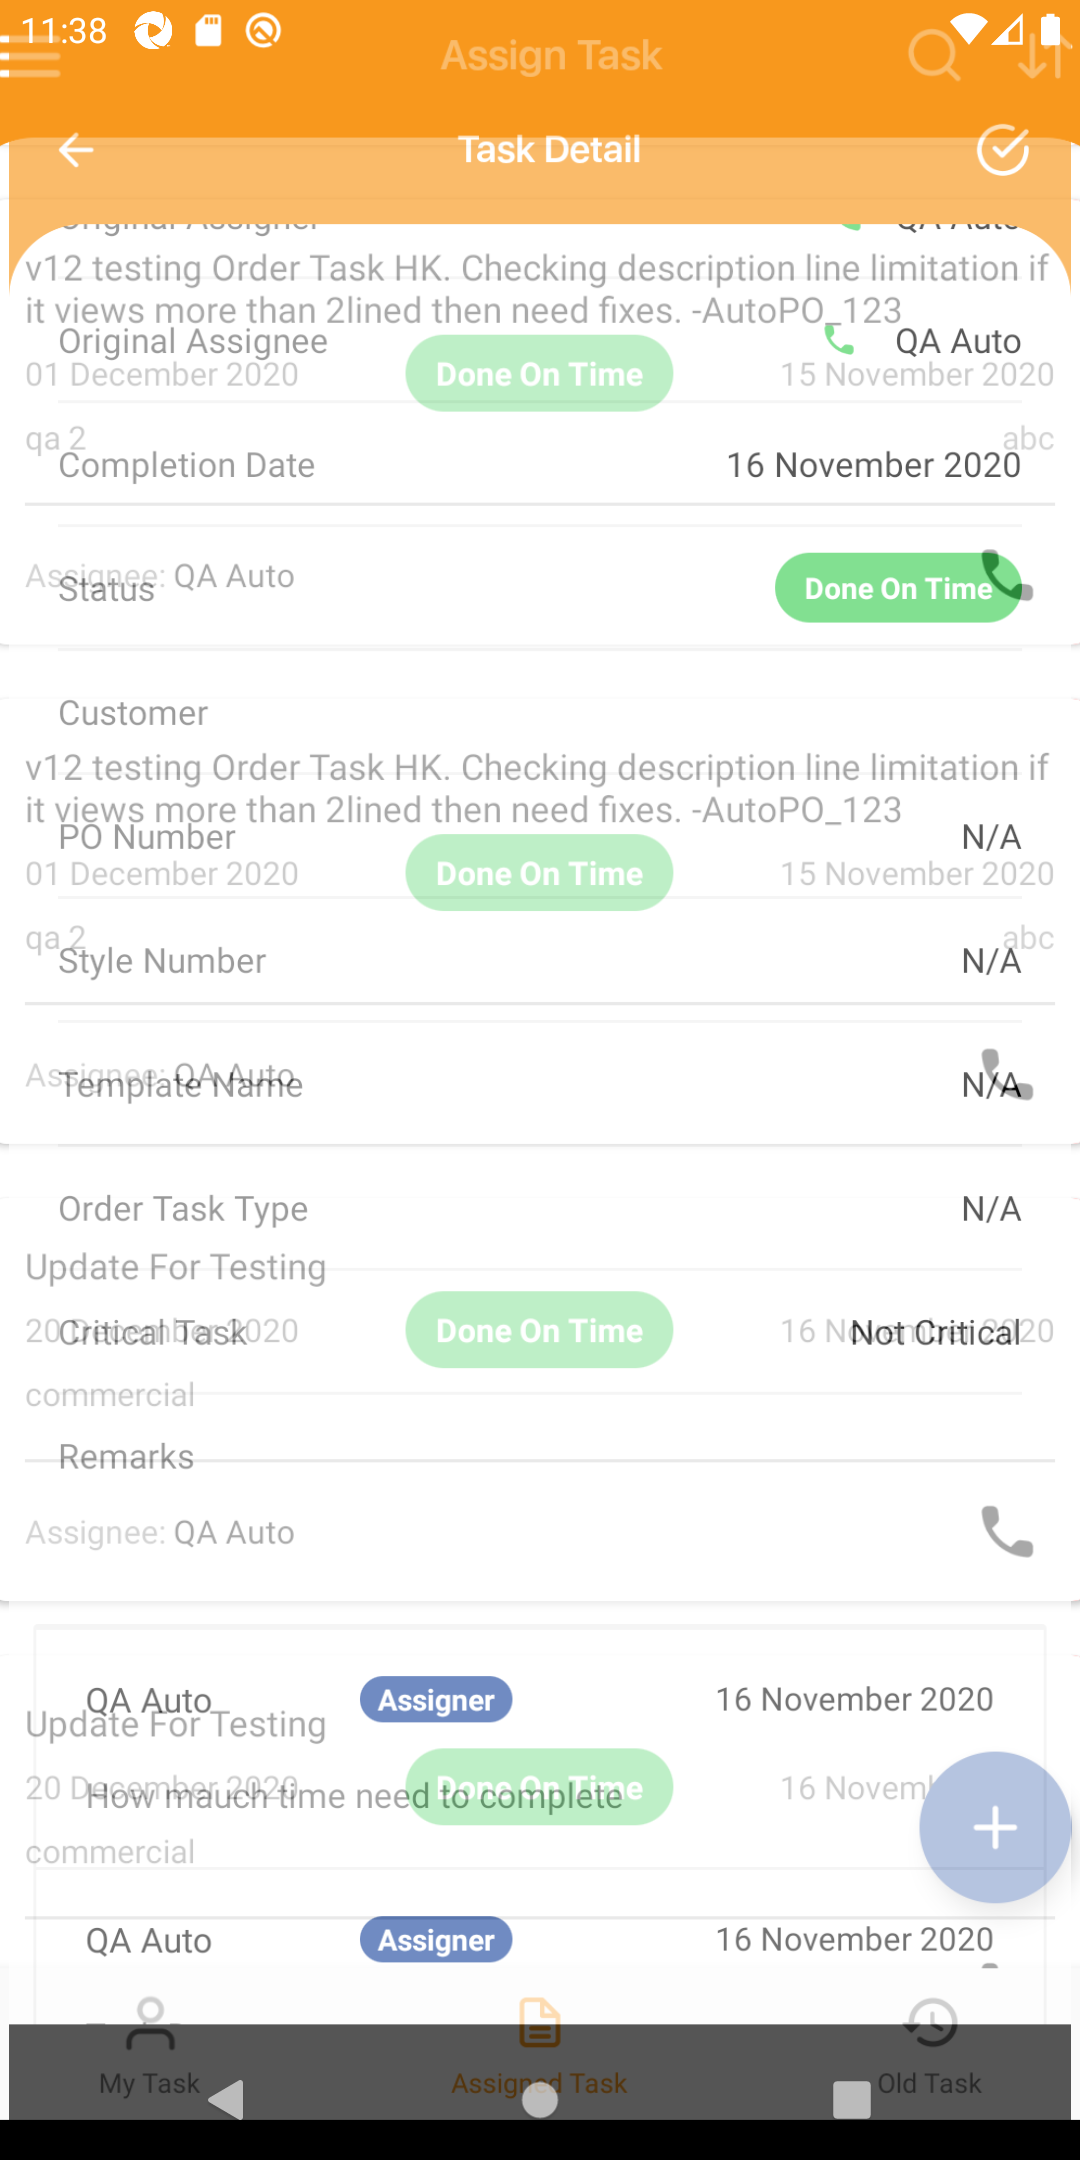 11:38
Assign Task
Task Detail
Original Assigner QA Auto
v12 testing Order Task HK. Checking description line limitation if
it views more than 2lined then need fixes. -AutoPO_123
Original Assignee QA Auto
01 December 2020 Done On Time 15 November 2020
qa 2 abc
Completion Date 16 November 2020
Assignee: QA Auto
Status Done On Time
Customer
v12 testing Order Task HK. Checking description line limitation if
it views more than 2lined then need fixes. -AutoPO_123
PO Number N/A
01 December 2020 Done On Time 15 November 2020
qa 2 abc
Style Number N/A
Assignee: QA Auto
Template Name N/A
Order Task Type N/A
Update For Testing
20 December 2020 Done On Time 16 November 2020
Critical Task Not Critical
commercial
Remarks
Assignee: QA Auto
QA Auto Assigner 16 November 2020
Update For Testing
20 December 2020 Done On Time 16 Novem
How mauch time need to complete
commercial
QA Auto Assigner 16 November 2020
My Task Assigned Task Old Task